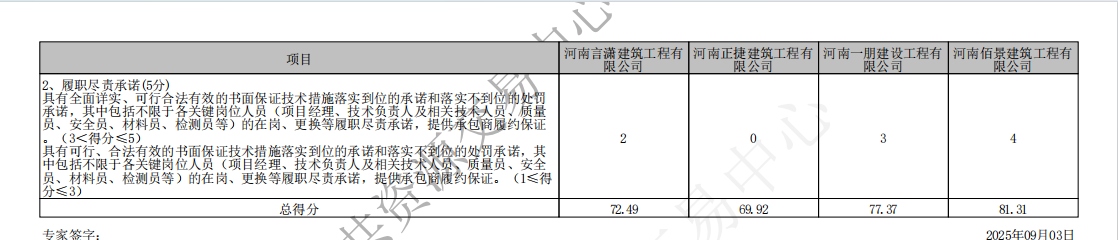 项目
河南言潇建筑工程有限公司
河南正捷建筑工程有限公司
河南一朋建设工程有限公司
河南佰景建筑工程有限公司
2、履职尽责承诺(5分)
具有全面详实、可行合法有效的书面保证技术措施落实到位的承诺和落实不到位的处罚
承诺，其中包括不限于各关键岗位人员（项目经理、技术负责人及相关技术人员、质量
员、安全员、材料员、检测员等）的在岗、更换等履职尽责承诺，提供承包商履约保证
。（3＜得分≤5）
具有可行、合法有效的书面保证技术措施落实到位的承诺和落实不到位的处罚承诺，其
中包括不限于各关键岗位人员（项目经理、技术负责人及相关技术人员、质量员、安全
员、材料员、检测员等）的在岗、更换等履职尽责承诺，提供承包商履约保证。（1≤得
分≤3）
2
0
3
4
总得分
72.49
69.92
77.37
81.31
专家签字：
2025年09月03日
共资源交易中心
易中心